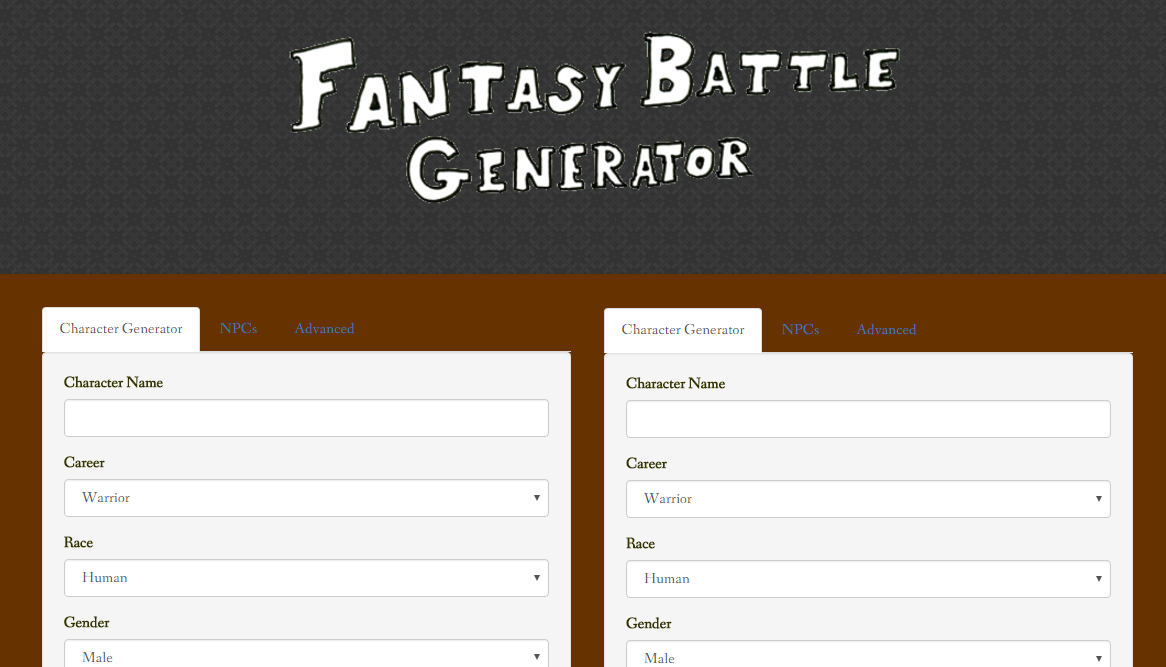 FANTASY BATTLE
GENERATOR
Character Generator NPCs Advanced
Character Name
Career
Warrior
Race
Human
Gender
Male
Character Generator NPCs Advanced
Character Name
Career
Warrior
Race
Human
Gender
Male